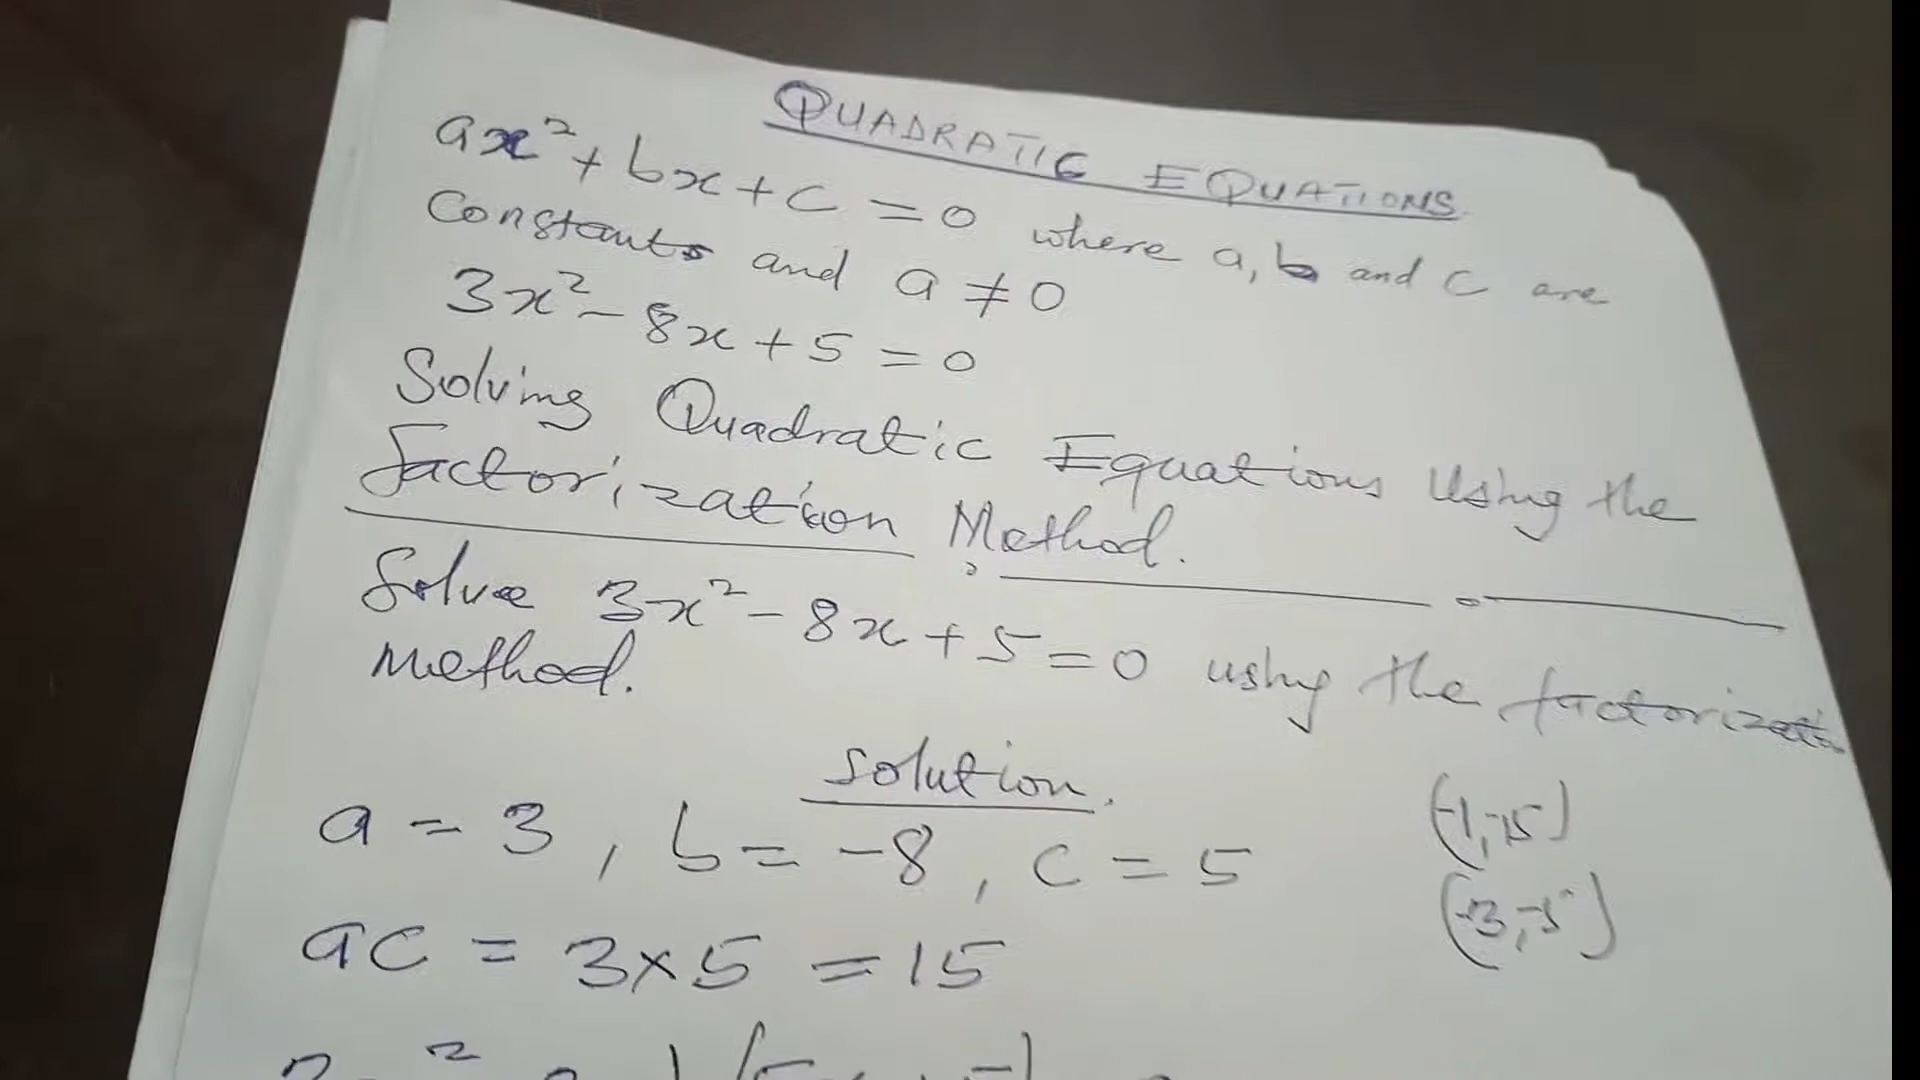 QUADRATIC EQUATIONS
ax² + bx + c = 0 where a, b and c are
Constants and a ≠ 0
3x² - 8x + 5 = 0
Solving Quadratic Equations Using the
Factorization Method.
Solve 3x² - 8x + 5 = 0 using the
method.
Solution.
a = 3, b = -8, c = 5
(-1, -15)
(-3, -5)
ac = 3×5 = 15